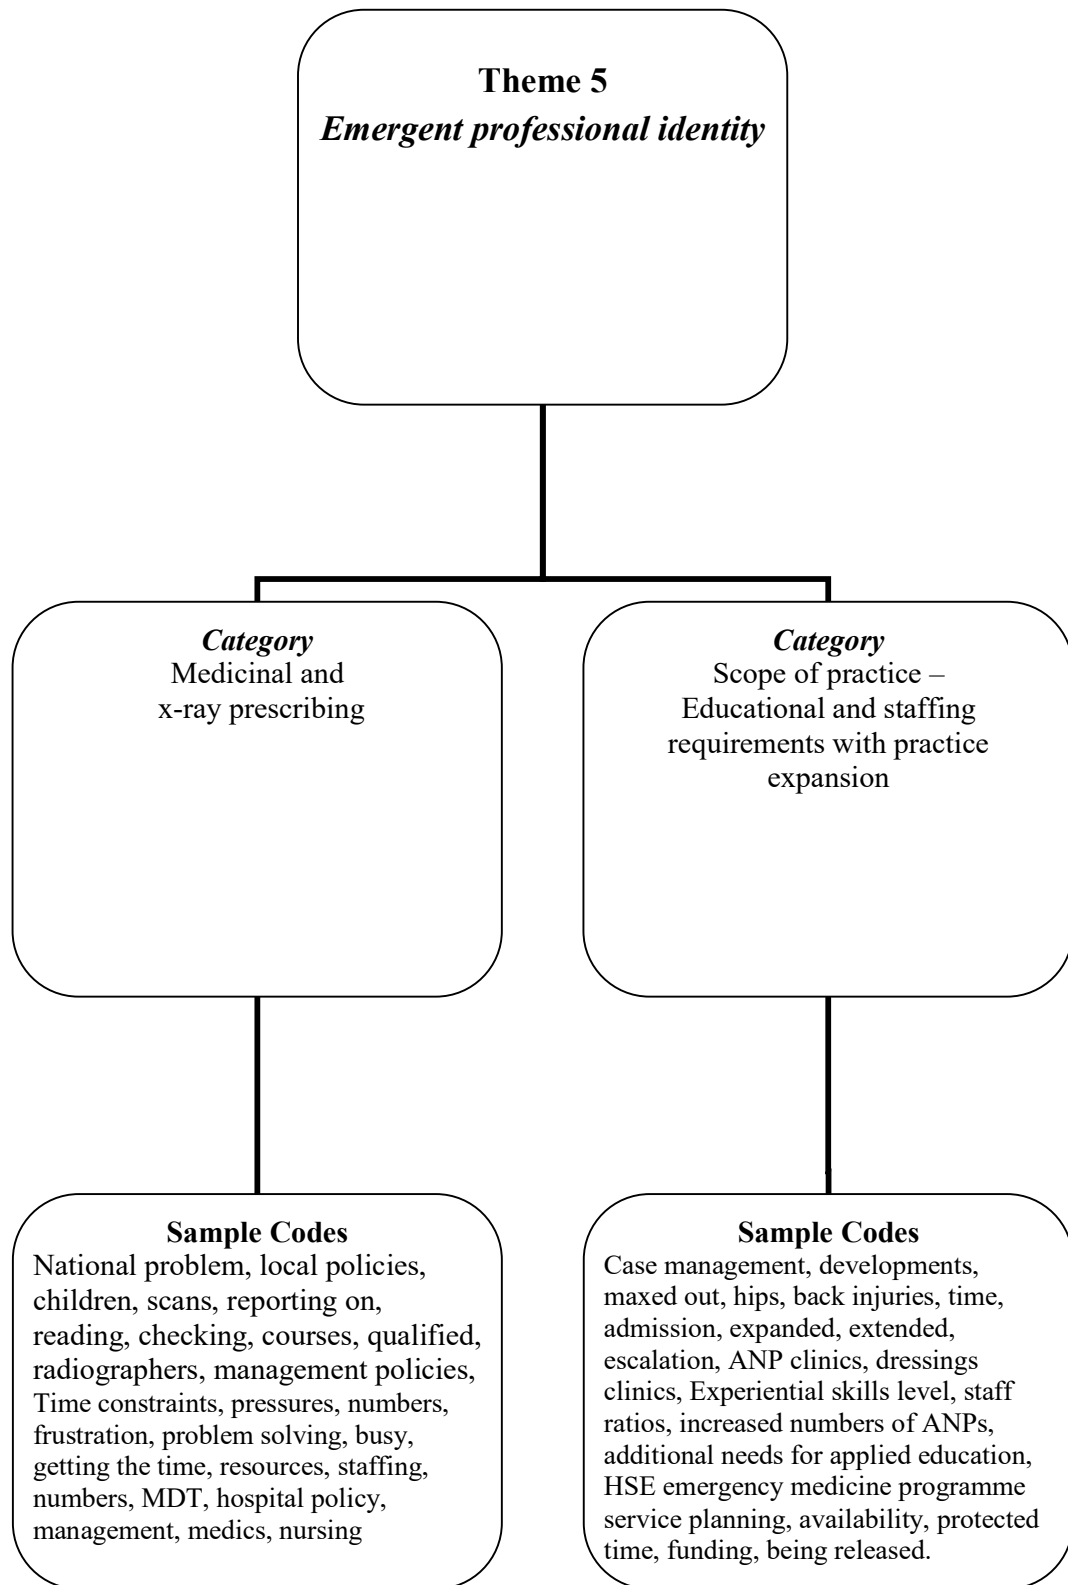 Theme 5
Emergent professional identity
Category
Medicinal and
x-ray prescribing
Category
Scope of practice –
Educational and staffing
requirements with practice
expansion
Sample Codes
National problem, local policies,
children, scans, reporting on,
reading, checking, courses, qualified,
radiographers, management policies,
Time constraints, pressures, numbers,
frustration, problem solving, busy,
getting the time, resources, staffing,
numbers, MDT, hospital policy,
management, medics, nursing
Sample Codes
Case management, developments,
maxed out, hips, back injuries, time,
admission, expanded, extended,
escalation, ANP clinics, dressings
clinics, Experiential skills level, staff
ratios, increased numbers of ANPs,
additional needs for applied education,
HSE emergency medicine programme
service planning, availability, protected
time, funding, being released.